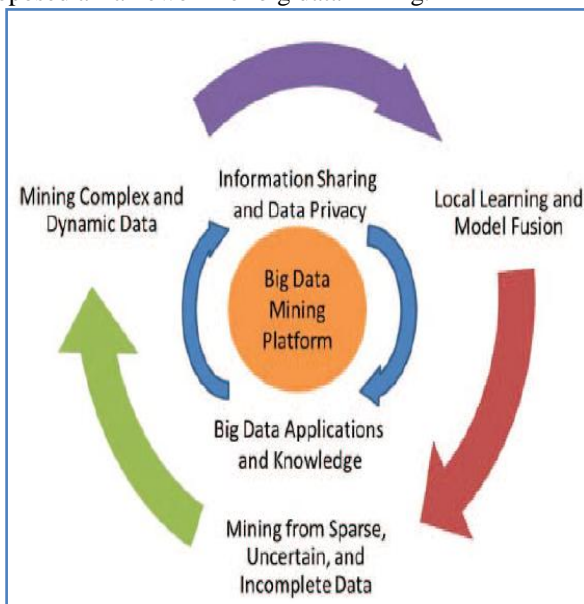 Information Sharing
and Data Privacy
Mining Complex and
Dynamic Data
Local Learning and
Model Fusion
Big Data
Mining
Platform
Big Data Applications
and Knowledge
Mining from Sparse,
Uncertain, and
Incomplete Data